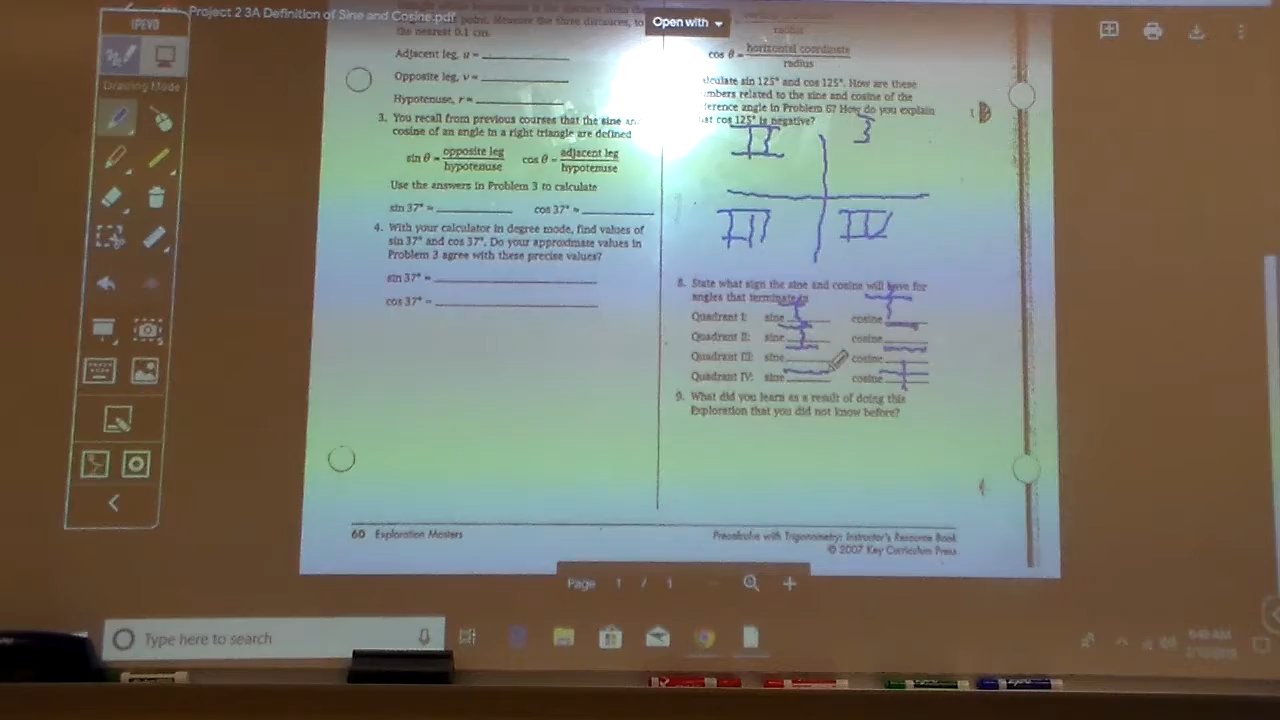 Project 2 3A Definition of Sine and Cosine.pdf
IPEVO
Drawing Mode
Open with
point. Measure the three distances, to
the nearest 0.1 cm.
Adjacent leg, u =
Opposite leg, v =
Hypotenuse, r =
3. You recall from previous courses that the sine
cosine of an angle in a right triangle are defined
sin θ = opposite leg / hypotenuse cos θ = adjacent leg / hypotenuse
Use the answers in Problem 3 to calculate
sin 37° = cos 37° =
4. With your calculator in degree mode, find values of
sin 37° and cos 37°. Do your approximate values in
Problem 3 agree with these precise values?
sin 37° =
cos 37° =
radius
cos θ = horizontal coordinate / radius
sin 125° and cos 125°. How are these
related to the sine and cosine of the
angle in Problem 6? How do you explain
cos 125° is negative?
II
III IV
8. State what sign the sine and cosine will have for
angles that terminate in
Quadrant I: sine + cosine +
Quadrant II: sine + cosine -
Quadrant III: sine - cosine -
Quadrant IV: sine - cosine +
9. What did you learn as a result of doing this
Exploration that you did not know before?
60 Exploration Masters
Precalculus with Trigonometry: Instructor's Resource Book
© 2007 Key Curriculum Press
Page 1 / 1
Type here to search